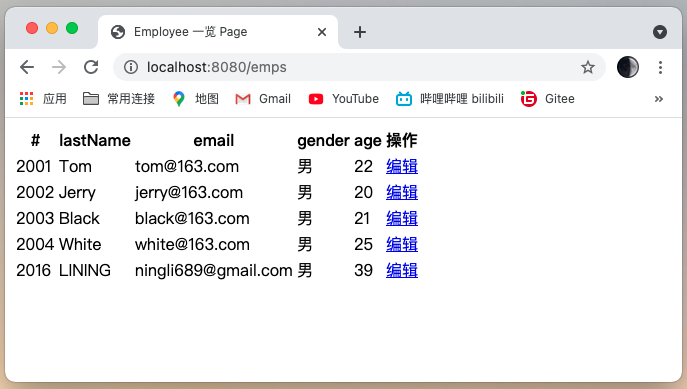 Employee 一览 Page
localhost:8080/emps
应用 常用连接 地图 Gmail YouTube 哔哩哔哩 bilibili Gitee »
# lastName email gender age 操作
2001 Tom tom@163.com 男 22 编辑
2002 Jerry jerry@163.com 男 20 编辑
2003 Black black@163.com 男 21 编辑
2004 White white@163.com 男 25 编辑
2016 LINING ningli689@gmail.com 男 39 编辑